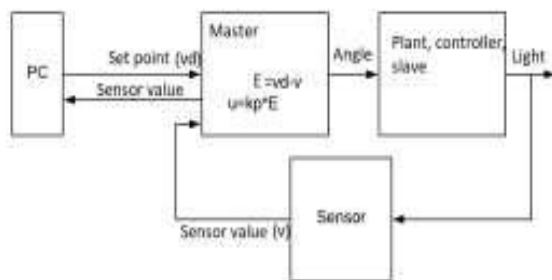 Master
PC
Set point (vd)
Sensor value
E =vd-v
u=kp*E
Angle
Plant, controller,
slave
Light
Sensor
Sensor value (v)